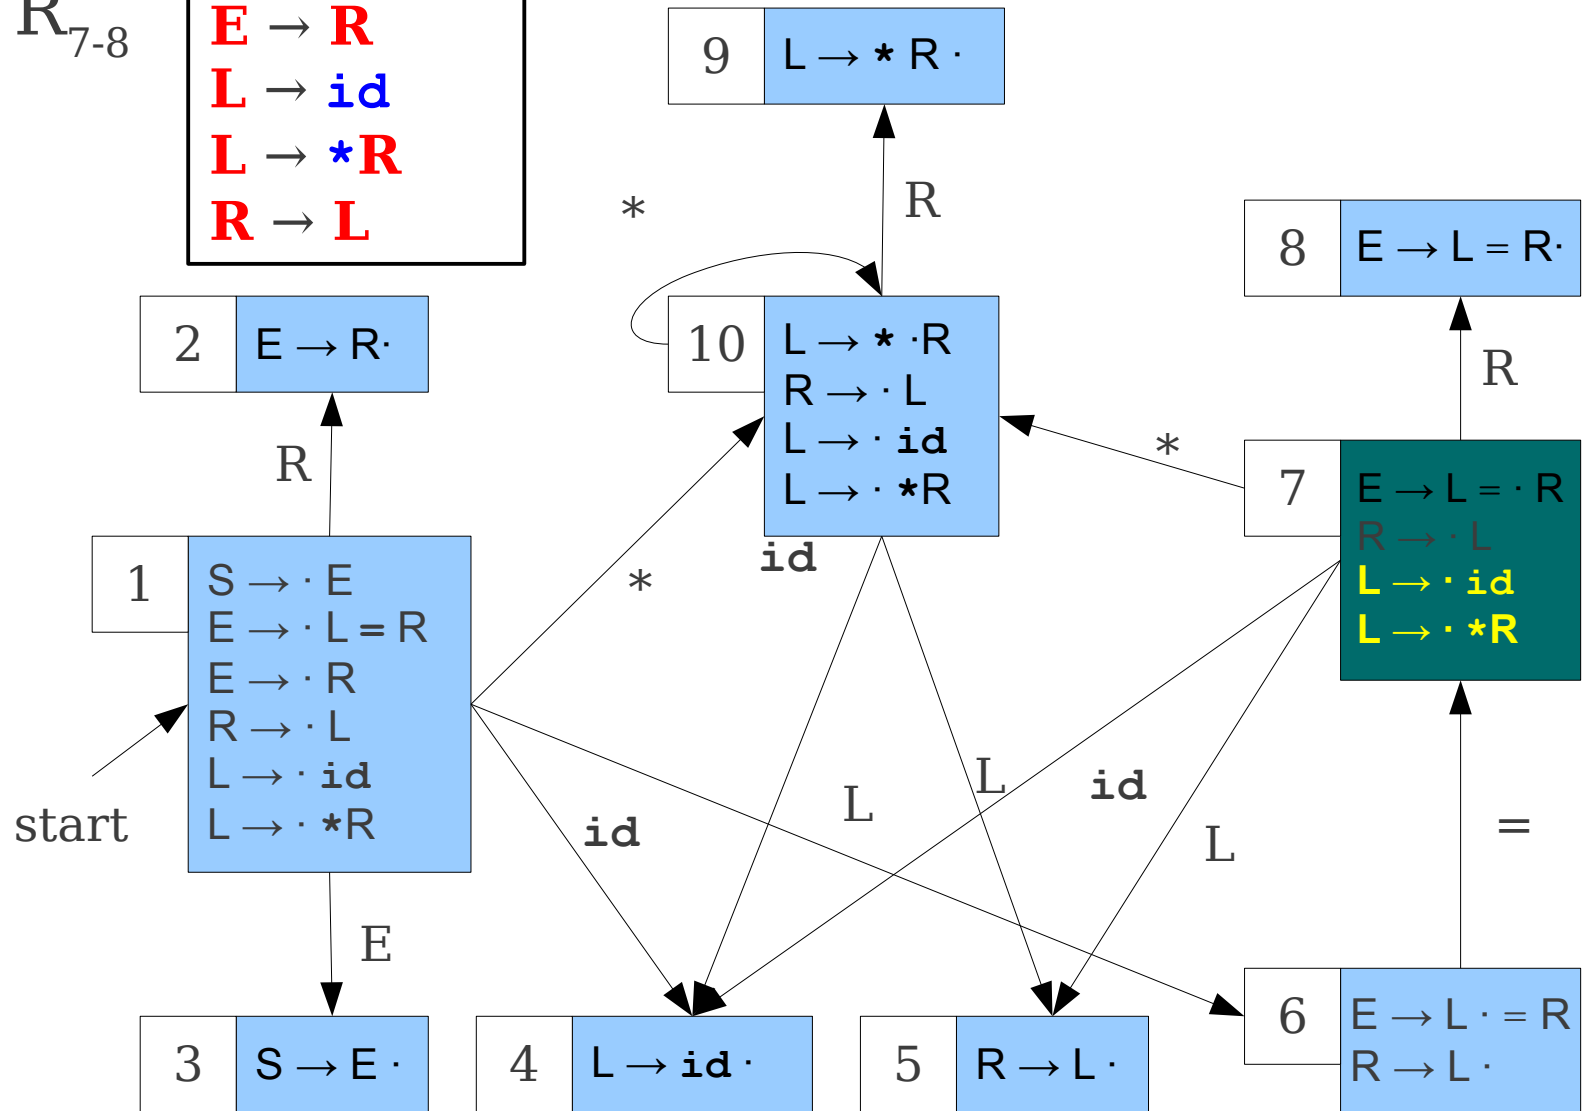 R7-8
E → R
L → id
L → *R
R → L
9
L → * R ·
*
R
8
E → L = R·
2
E → R·
10
L → * ·R
R → · L
L → · id
L → · *R
R
R
*
7
E → L = · R
R → · L
L → · id
L → · *R
1
S → · E
E → · L = R
E → · R
R → · L
L → · id
L → · *R
*
id
start
id
L
L
id
L
=
E
3
S → E ·
4
L → id ·
5
R → L ·
6
E → L · = R
R → L ·